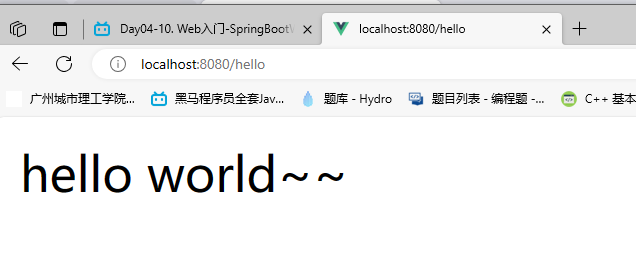 Day04-10. Web入门-SpringBoot
localhost:8080/hello
localhost:8080/hello
广州城市理工学院... 黑马程序员全套Jav... 题库 - Hydro 题目列表 - 编程题 -... C++ 基本
hello world~~